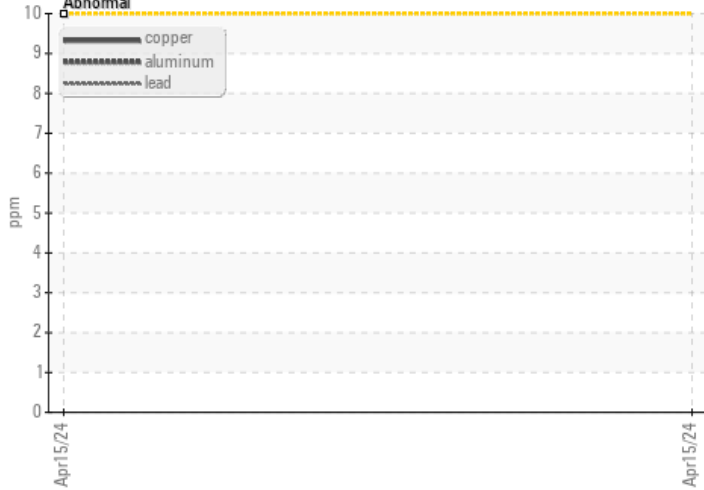 Abnormal
10
copper
9
aluminum
lead
8
7
6
ppm
5
4
3
2
1
0
Apr15/24
Apr15/24